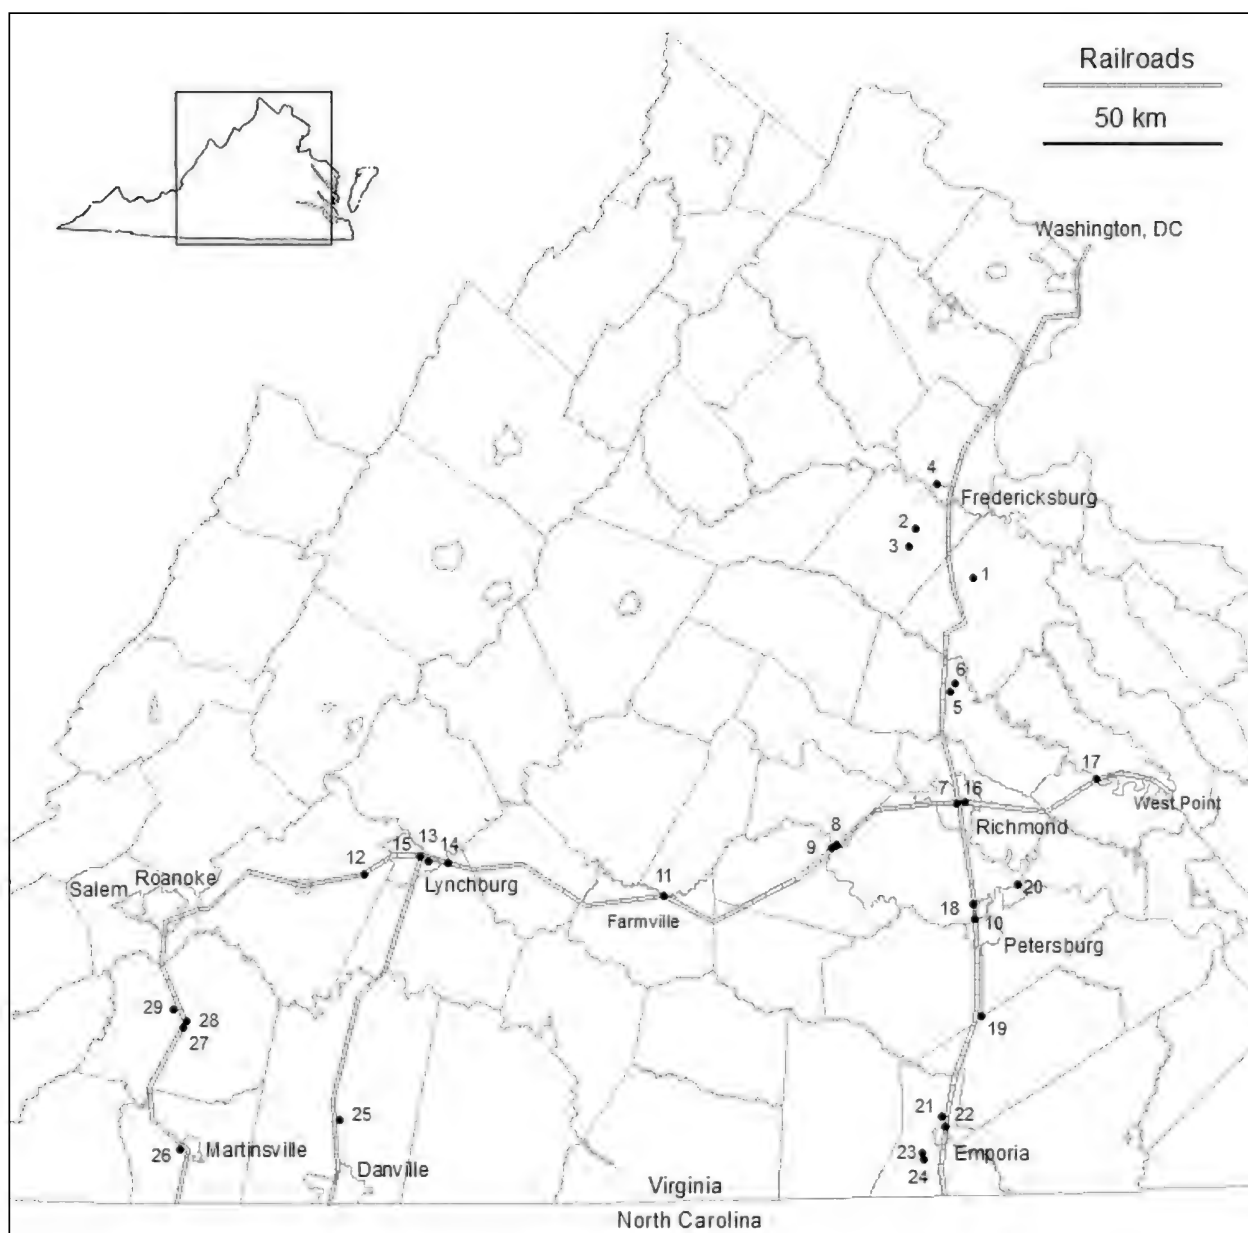 Railroads
50 km
Washington, DC
4
Fredericksburg
2
3
1
6
5
17
7
16
West Point
Richmond
8
9
13
15
14
12
Lynchburg
Salem
Roanoke
11
Farmville
20
18
10
Petersburg
29
28
27
19
25
21
22
Martinsville
26
23
Emporia
24
Danville
Virginia
North Carolina